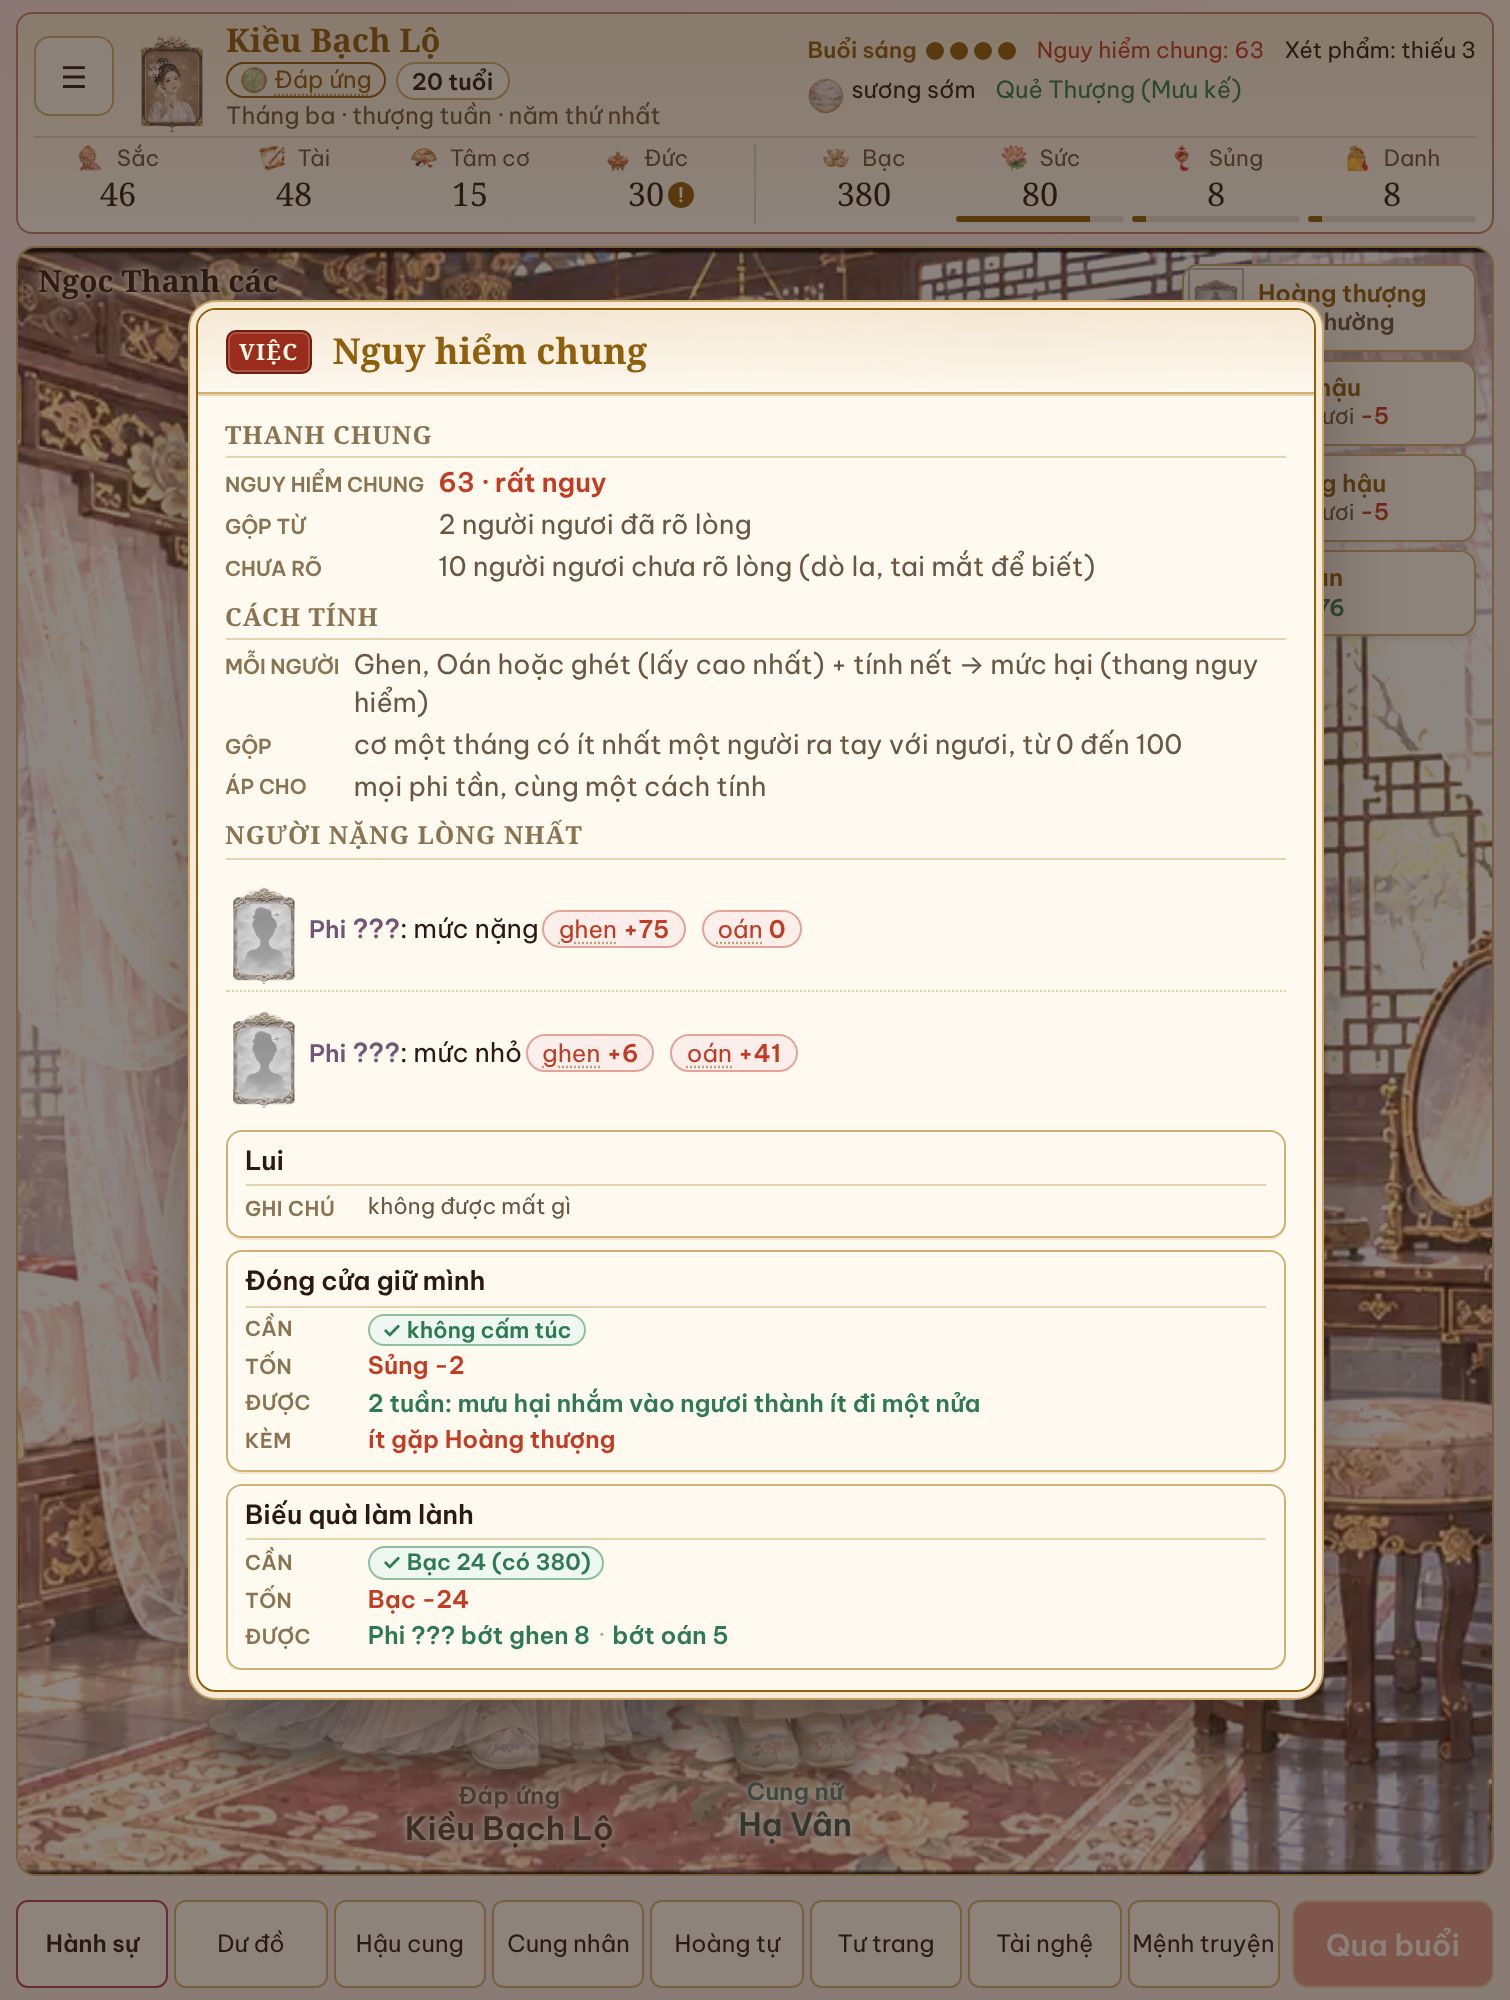 ☰
Kiều Bạch Lộ
Đáp ứng 20 tuổi
Tháng ba · thượng tuần · năm thứ nhất
Buổi sáng Nguy hiểm chung: 63 Xét phẩm: thiếu 3
sương sớm Quẻ Thượng (Mưu kế)
Sắc Tài Tâm cơ Đức Bạc Sức Sủng Danh
46 48 15 30 ! 380 80 8 8
Ngọc Thanh các
Hoàng thượng
hường
hậu
ươi -5
g hậu
ươi -5
VIỆC Nguy hiểm chung
THANH CHUNG
NGUY HIỂM CHUNG 63 · rất nguy
GỘP TỪ 2 người ngươi đã rõ lòng
CHƯA RÕ 10 người ngươi chưa rõ lòng (dò la, tai mắt để biết)
CÁCH TÍNH
MỖI NGƯỜI Ghen, Oán hoặc ghét (lấy cao nhất) + tính nết → mức hại (thang nguy
hiểm)
GỘP cơ một tháng có ít nhất một người ra tay với ngươi, từ 0 đến 100
ÁP CHO mọi phi tần, cùng một cách tính
NGƯỜI NẶNG LÒNG NHẤT
Phi ???: mức nặng ghen +75 oán 0
Phi ???: mức nhỏ ghen +6 oán +41
Lui
GHI CHÚ không được mất gì
Đóng cửa giữ mình
CẦN ✓ không cấm túc
TỐN Sủng -2
ĐƯỢC 2 tuần: mưu hại nhắm vào ngươi thành ít đi một nửa
KÈM ít gặp Hoàng thượng
Biếu quà làm lành
CẦN ✓ Bạc 24 (có 380)
TỐN Bạc -24
ĐƯỢC Phi ??? bớt ghen 8 · bớt oán 5
Đáp ứng
Kiều Bạch Lộ
Cung nữ
Hạ Vân
Hành sự Dư đồ Hậu cung Cung nhân Hoàng tự Tư trang Tài nghệ Mệnh truyện Qua buổi